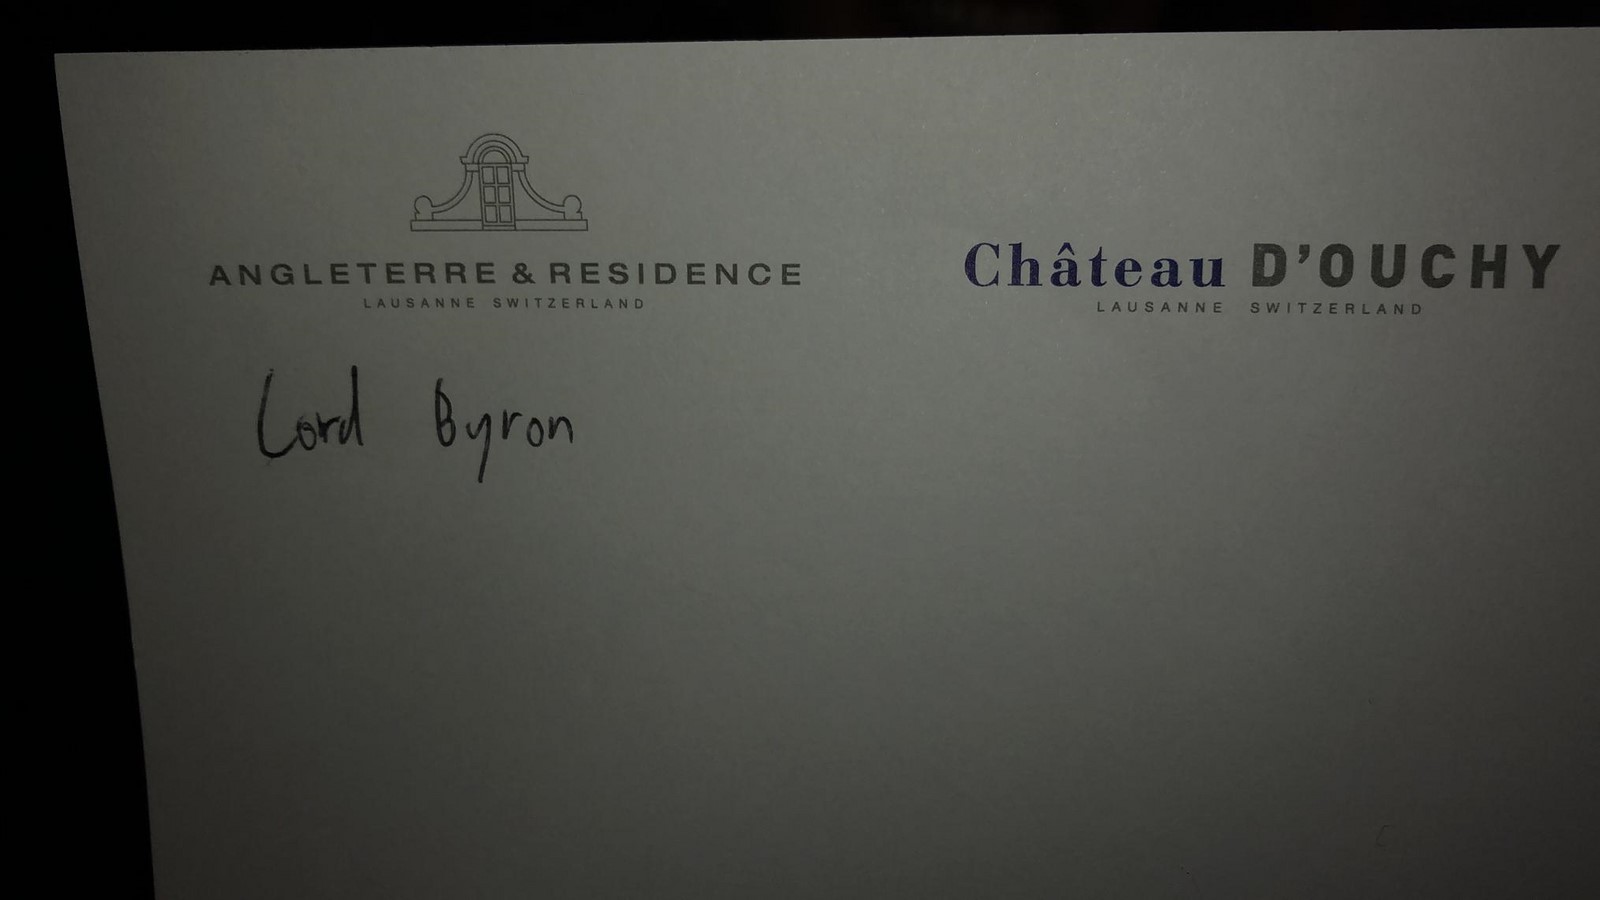 ANGLETERRE & RESIDENCE
LAUSANNE SWITZERLAND
Château D'OUCHY
LAUSANNE SWITZERLAND
Lord Byron